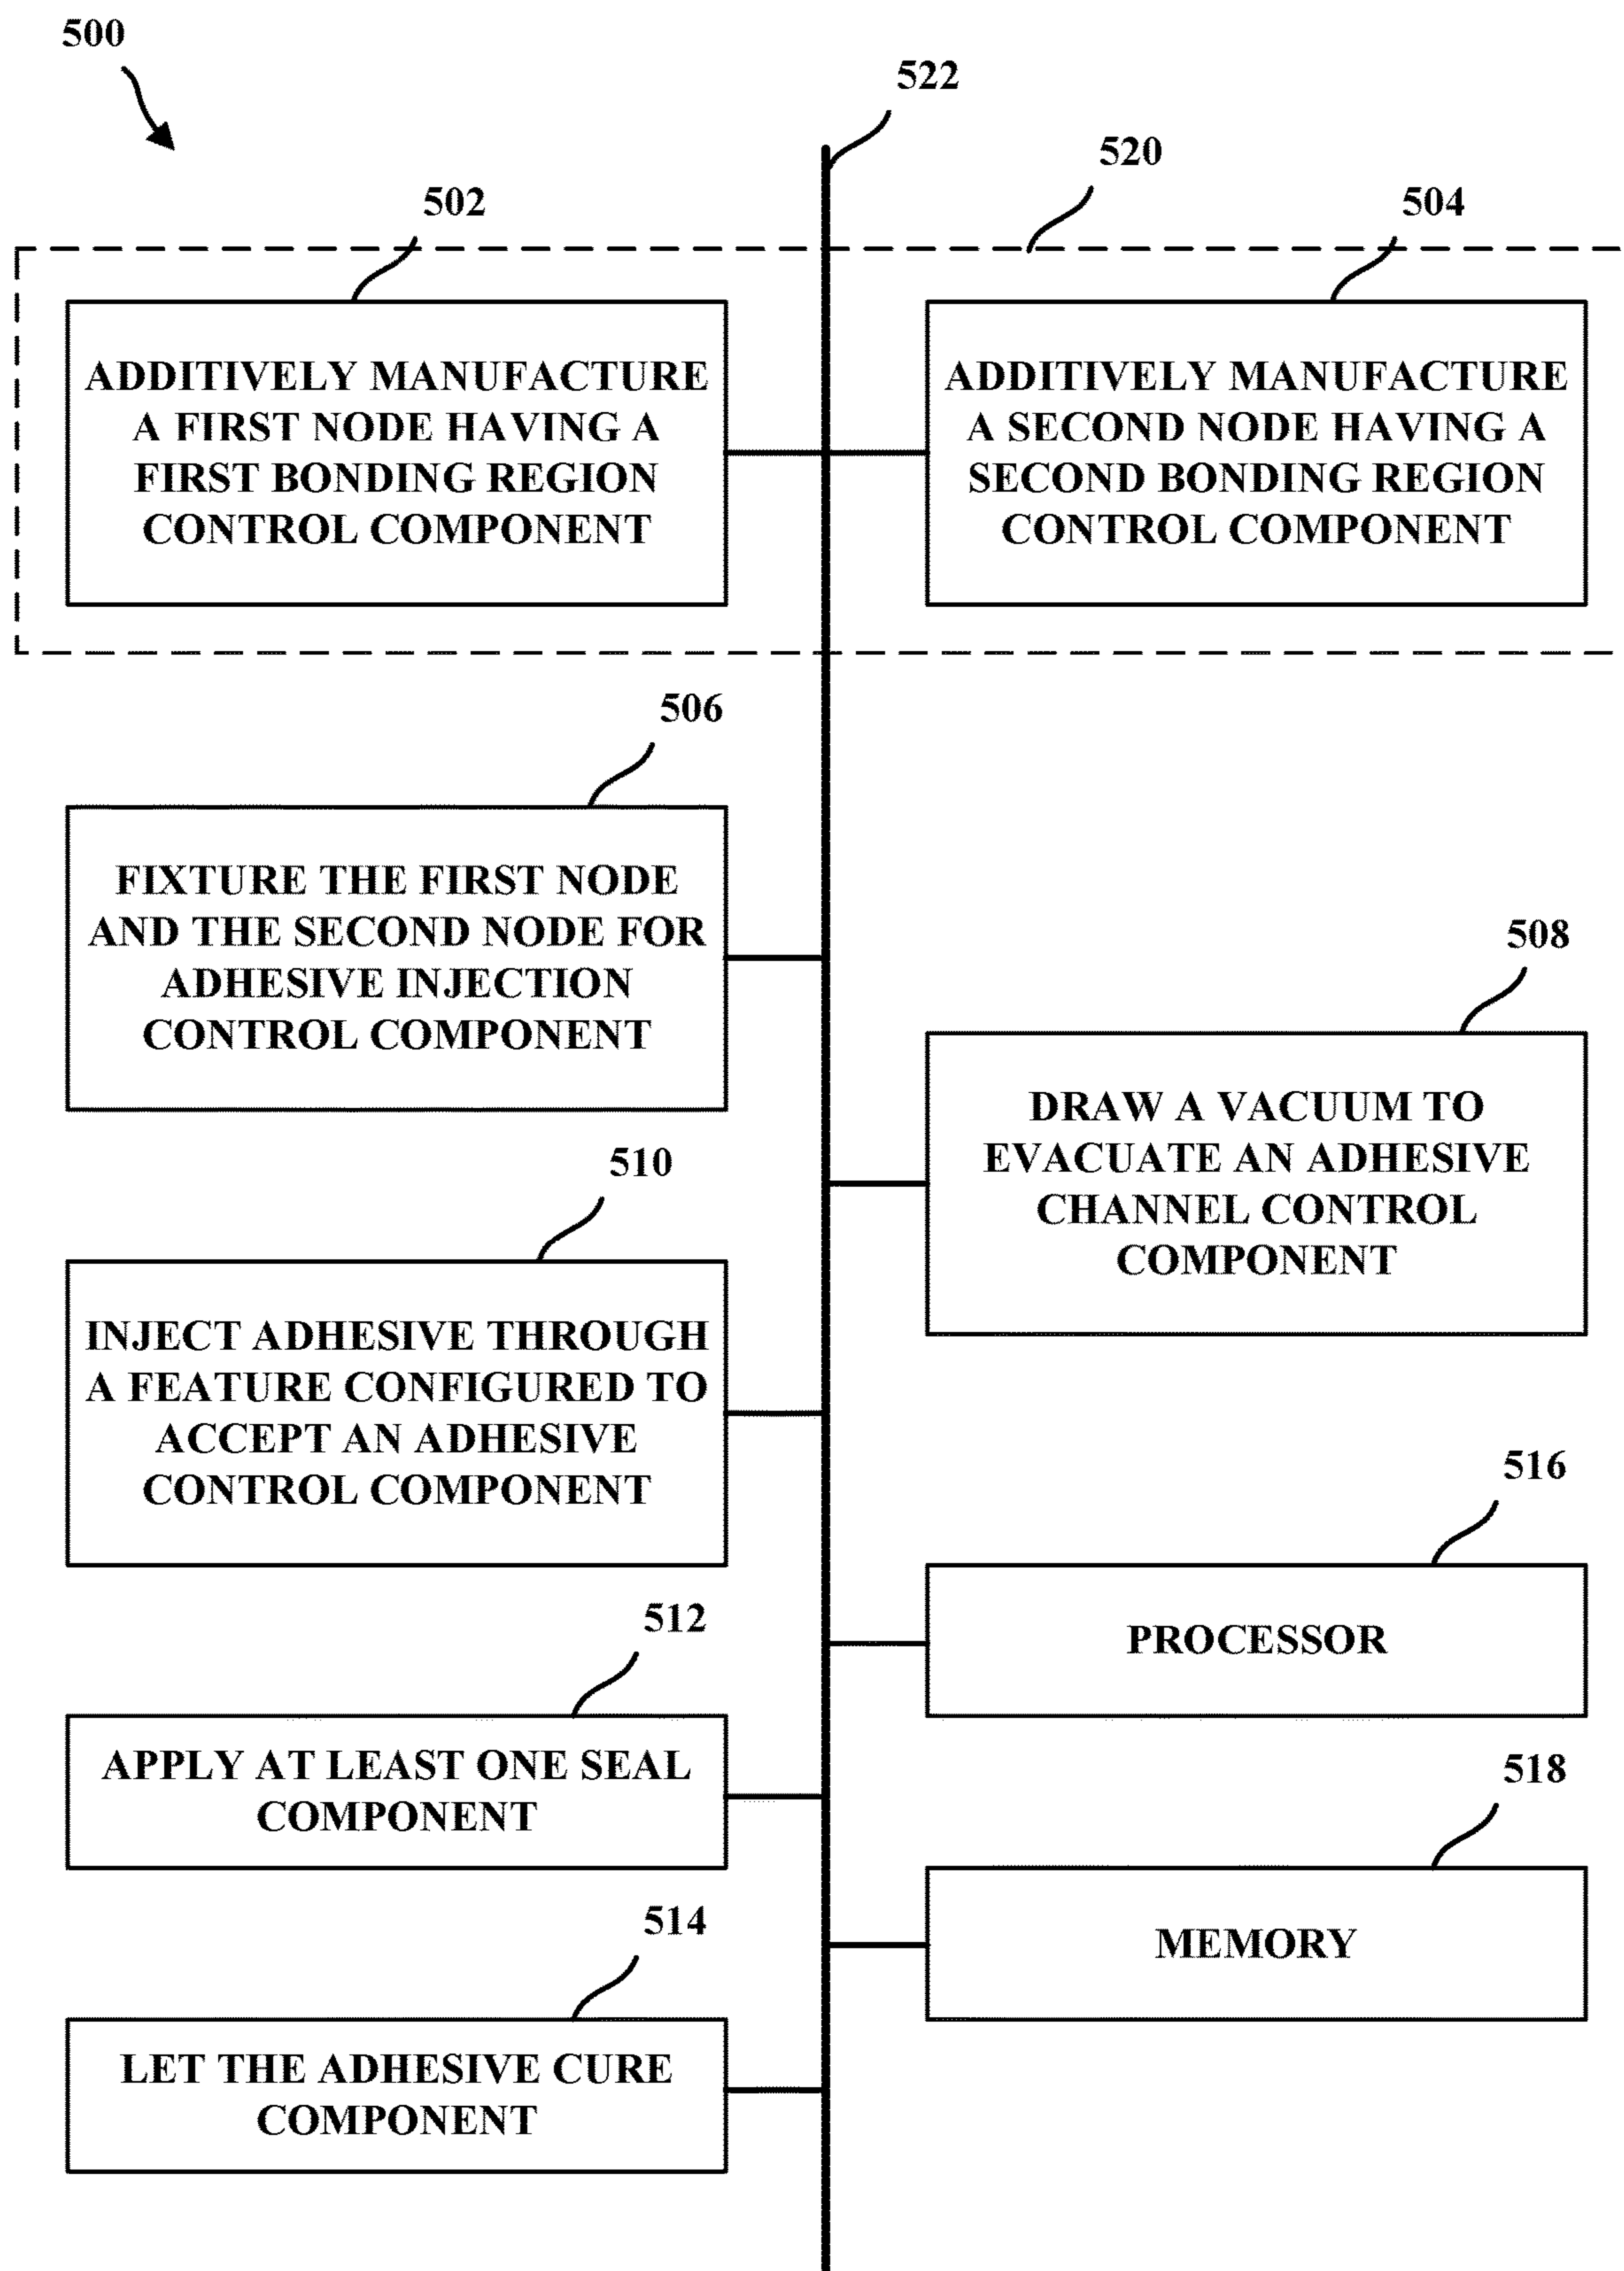 500
522
520
502
504
ADDITIVELY MANUFACTURE
A FIRST NODE HAVING A
FIRST BONDING REGION
CONTROL COMPONENT
ADDITIVELY MANUFACTURE
A SECOND NODE HAVING A
SECOND BONDING REGION
CONTROL COMPONENT
506
FIXTURE THE FIRST NODE
AND THE SECOND NODE FOR
ADHESIVE INJECTION
CONTROL COMPONENT
508
DRAW A VACUUM TO
EVACUATE AN ADHESIVE
CHANNEL CONTROL
COMPONENT
510
INJECT ADHESIVE THROUGH
A FEATURE CONFIGURED TO
ACCEPT AN ADHESIVE
CONTROL COMPONENT
516
PROCESSOR
512
APPLY AT LEAST ONE SEAL
COMPONENT
518
MEMORY
514
LET THE ADHESIVE CURE
COMPONENT